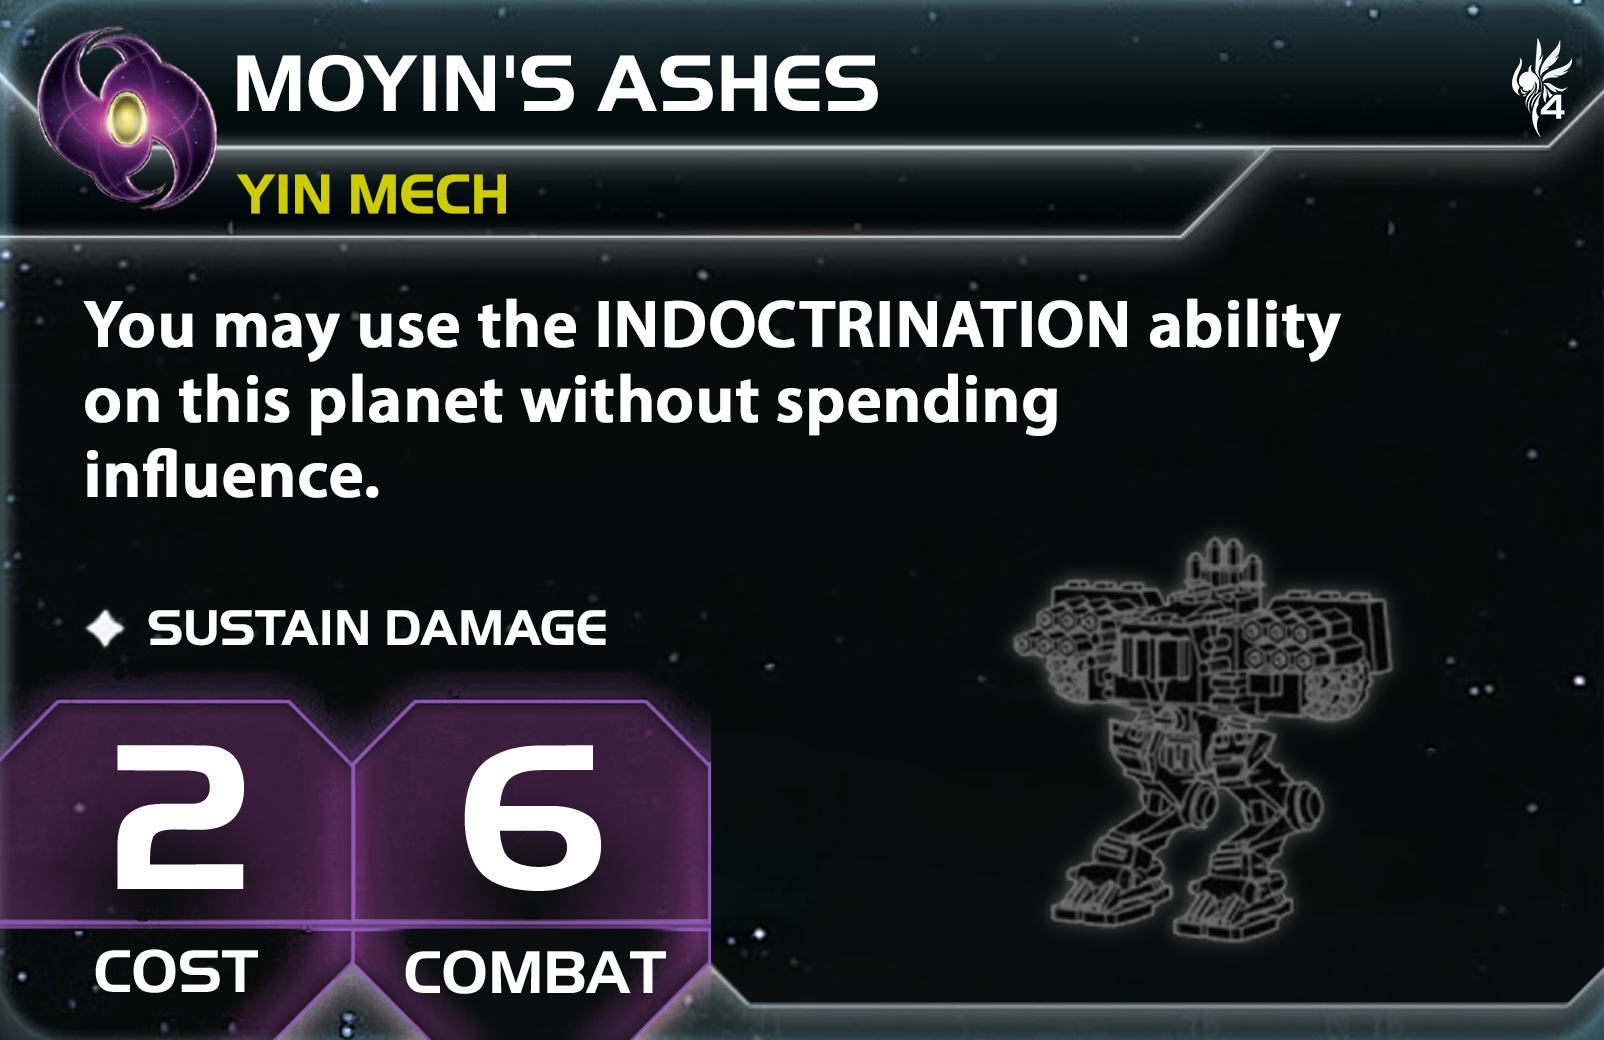 MOYIN'S ASHES
4
YIN MECH
You may use the INDOCTRINATION ability
on this planet without spending
influence.
SUSTAIN DAMAGE
2
6
COST
COMBAT